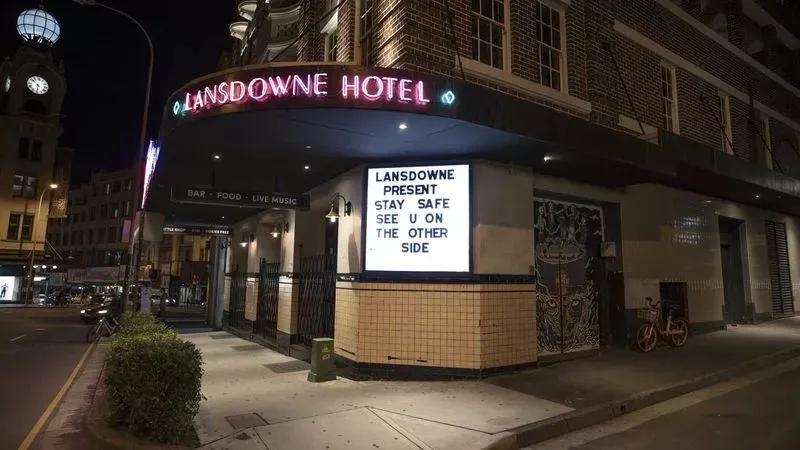 LANSDOWNE HOTEL
BAR · FOOD · LIVE MUSIC
LANSDOWNE
PRESENT
STAY SAFE
SEE U ON
THE OTHER
SIDE